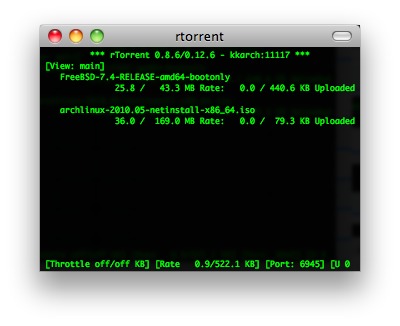 rtorrent
*** rTorrent 0.8.6/0.12.6 - kkarch:11117 ***
[View: main]
FreeBSD-7.4-RELEASE-amd64-bootonly
25.8 / 43.3 MB Rate: 0.0 / 440.6 KB Uploaded
archlinux-2010.05-netinstall-x86_64.iso
36.0 / 169.0 MB Rate: 0.0 / 79.3 KB Uploaded
[Throttle off/off KB] [Rate 0.9/522.1 KB] [Port: 6945] [U 0